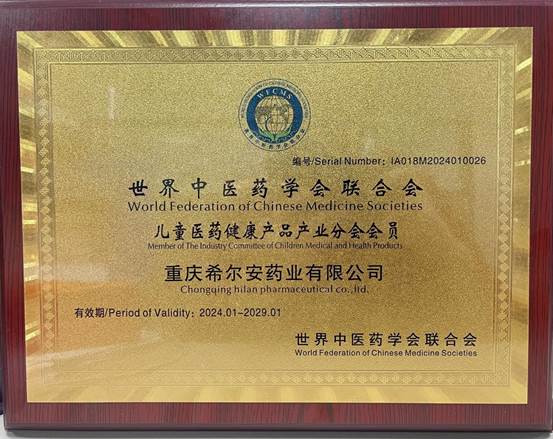 WFCMS
编号/Serial Number: IA018M2024010026
世界中医药学会联合会
World Federation of Chinese Medicine Societies
儿童医药健康产品产业分会会员
Member of The Industry Committee of Children Medical and Health Products
重庆希尔安药业有限公司
Chongqing hilan pharmaceutical co.,ltd.
有效期/Period of Validity: 2024.01-2029.01
世界中医药学会联合会
World Federation of Chinese Medicine Societies